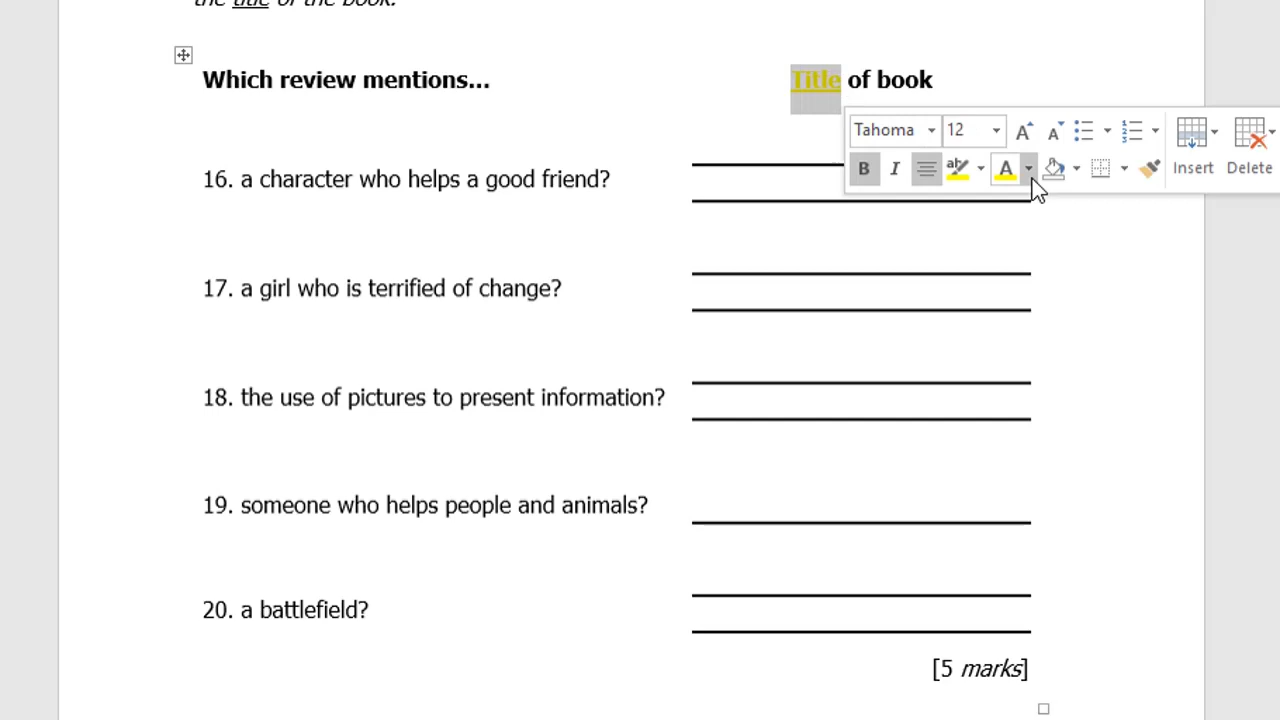 the title of the book.
Which review mentions... Title of book
Tahoma 12
Insert Delete
16. a character who helps a good friend?
17. a girl who is terrified of change?
18. the use of pictures to present information?
19. someone who helps people and animals?
20. a battlefield?
[5 marks]